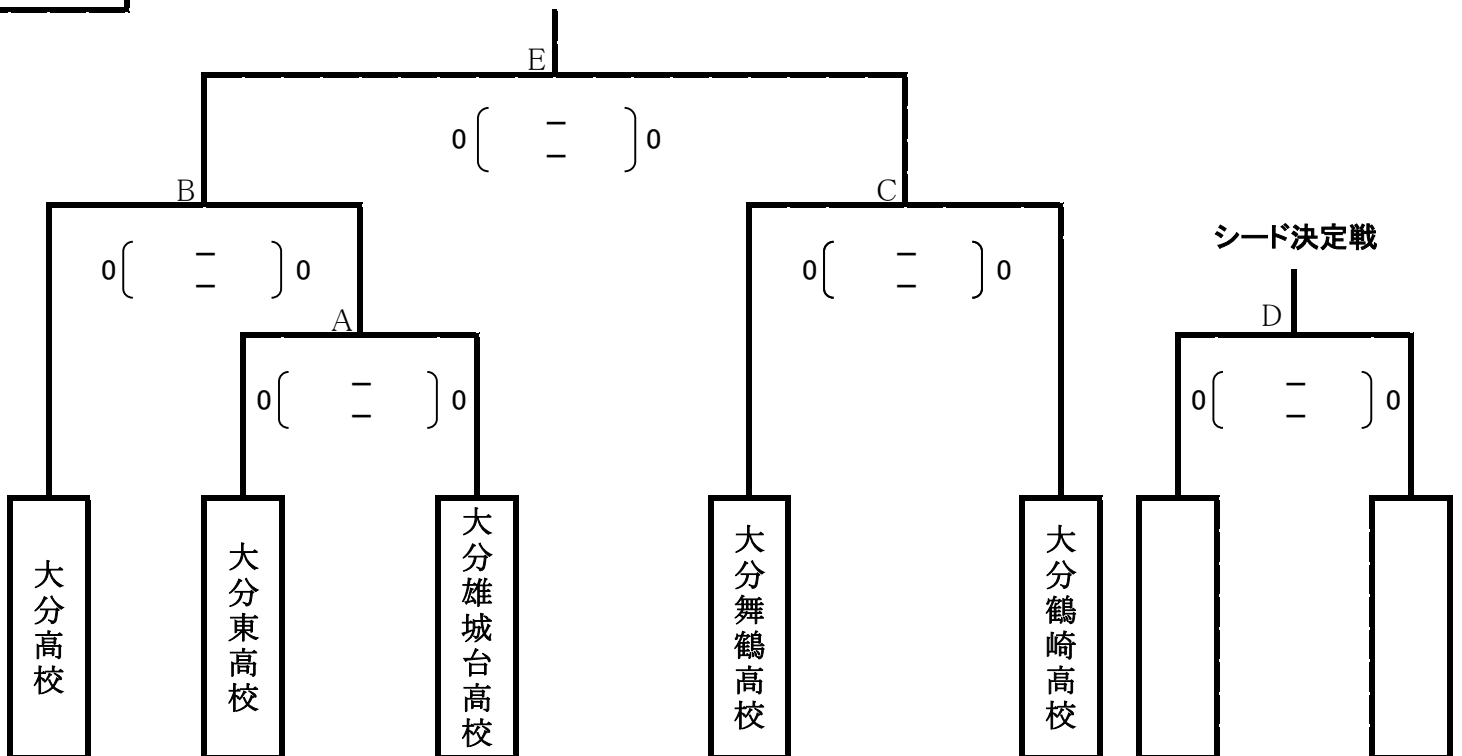 E
0 – 0
–
B
C
シード決定戦
0 – 0
–
0 – 0
–
A
D
0 – 0
–
0 – 0
–
大分高校
大分東高校
大分雄城台高校
大分舞鶴高校
大分鶴崎高校